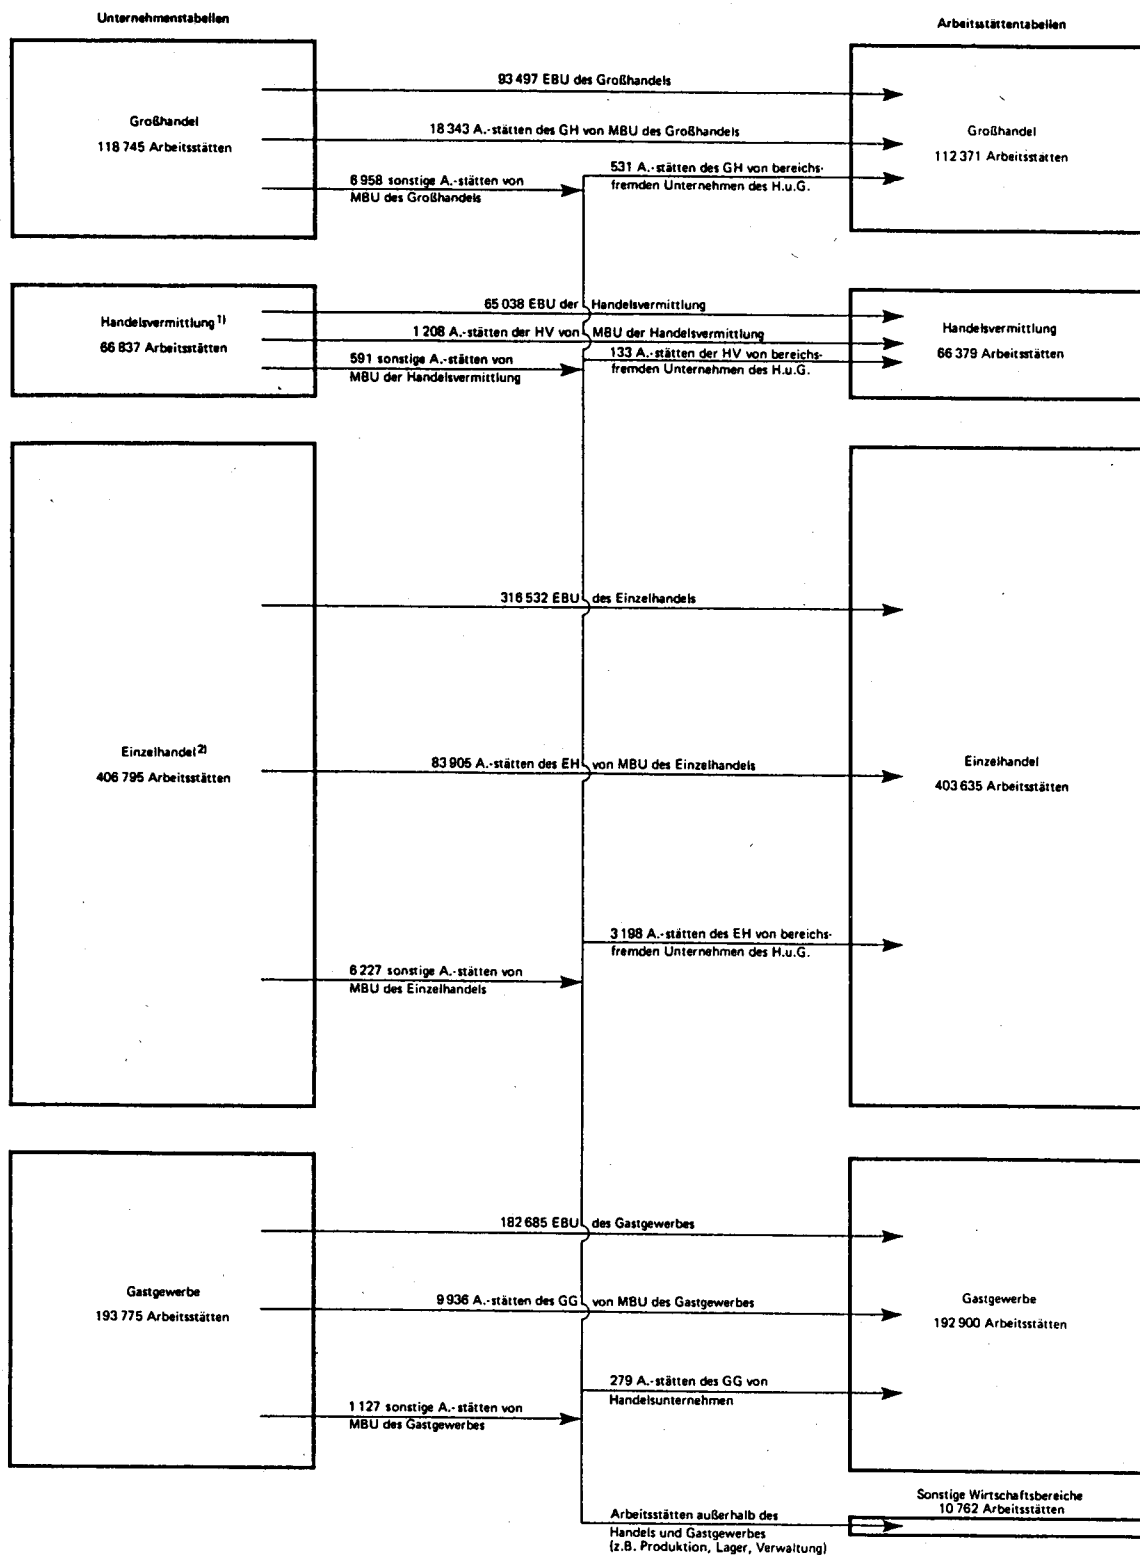 Unternehmenstabellen
Arbeitsstättentabellen
93 497 EBU des Großhandels
Großhandel
118 745 Arbeitsstätten
18 343 A.-stätten des GH von MBU des Großhandels
Großhandel
112 371 Arbeitsstätten
6 958 sonstige A.-stätten von
MBU des Großhandels
531 A.-stätten des GH von bereichs-
fremden Unternehmen des H.u.G.
65 038 EBU der Handelsvermittlung
Handelsvermittlung 1)
66 837 Arbeitsstätten
1 208 A.-stätten der HV von MBU der Handelsvermittlung
Handelsvermittlung
66 379 Arbeitsstätten
591 sonstige A.-stätten von
MBU der Handelsvermittlung
133 A.-stätten der HV von bereichs-
fremden Unternehmen des H.u.G.
316 532 EBU des Einzelhandels
Einzelhandel 2)
406 795 Arbeitsstätten
83 905 A.-stätten des EH von MBU des Einzelhandels
Einzelhandel
403 635 Arbeitsstätten
3 198 A.-stätten des EH von bereichs-
fremden Unternehmen des H.u.G.
6 227 sonstige A.-stätten von
MBU des Einzelhandels
182 685 EBU des Gastgewerbes
Gastgewerbe
193 775 Arbeitsstätten
9 936 A.-stätten des GG von MBU des Gastgewerbes
Gastgewerbe
192 900 Arbeitsstätten
279 A.-stätten des GG von
Handelsunternehmen
1 127 sonstige A.-stätten von
MBU des Gastgewerbes
Sonstige Wirtschaftsbereiche
10 762 Arbeitsstätten
Arbeitsstätten außerhalb des
Handels und Gastgewerbes
(z.B. Produktion, Lager, Verwaltung)